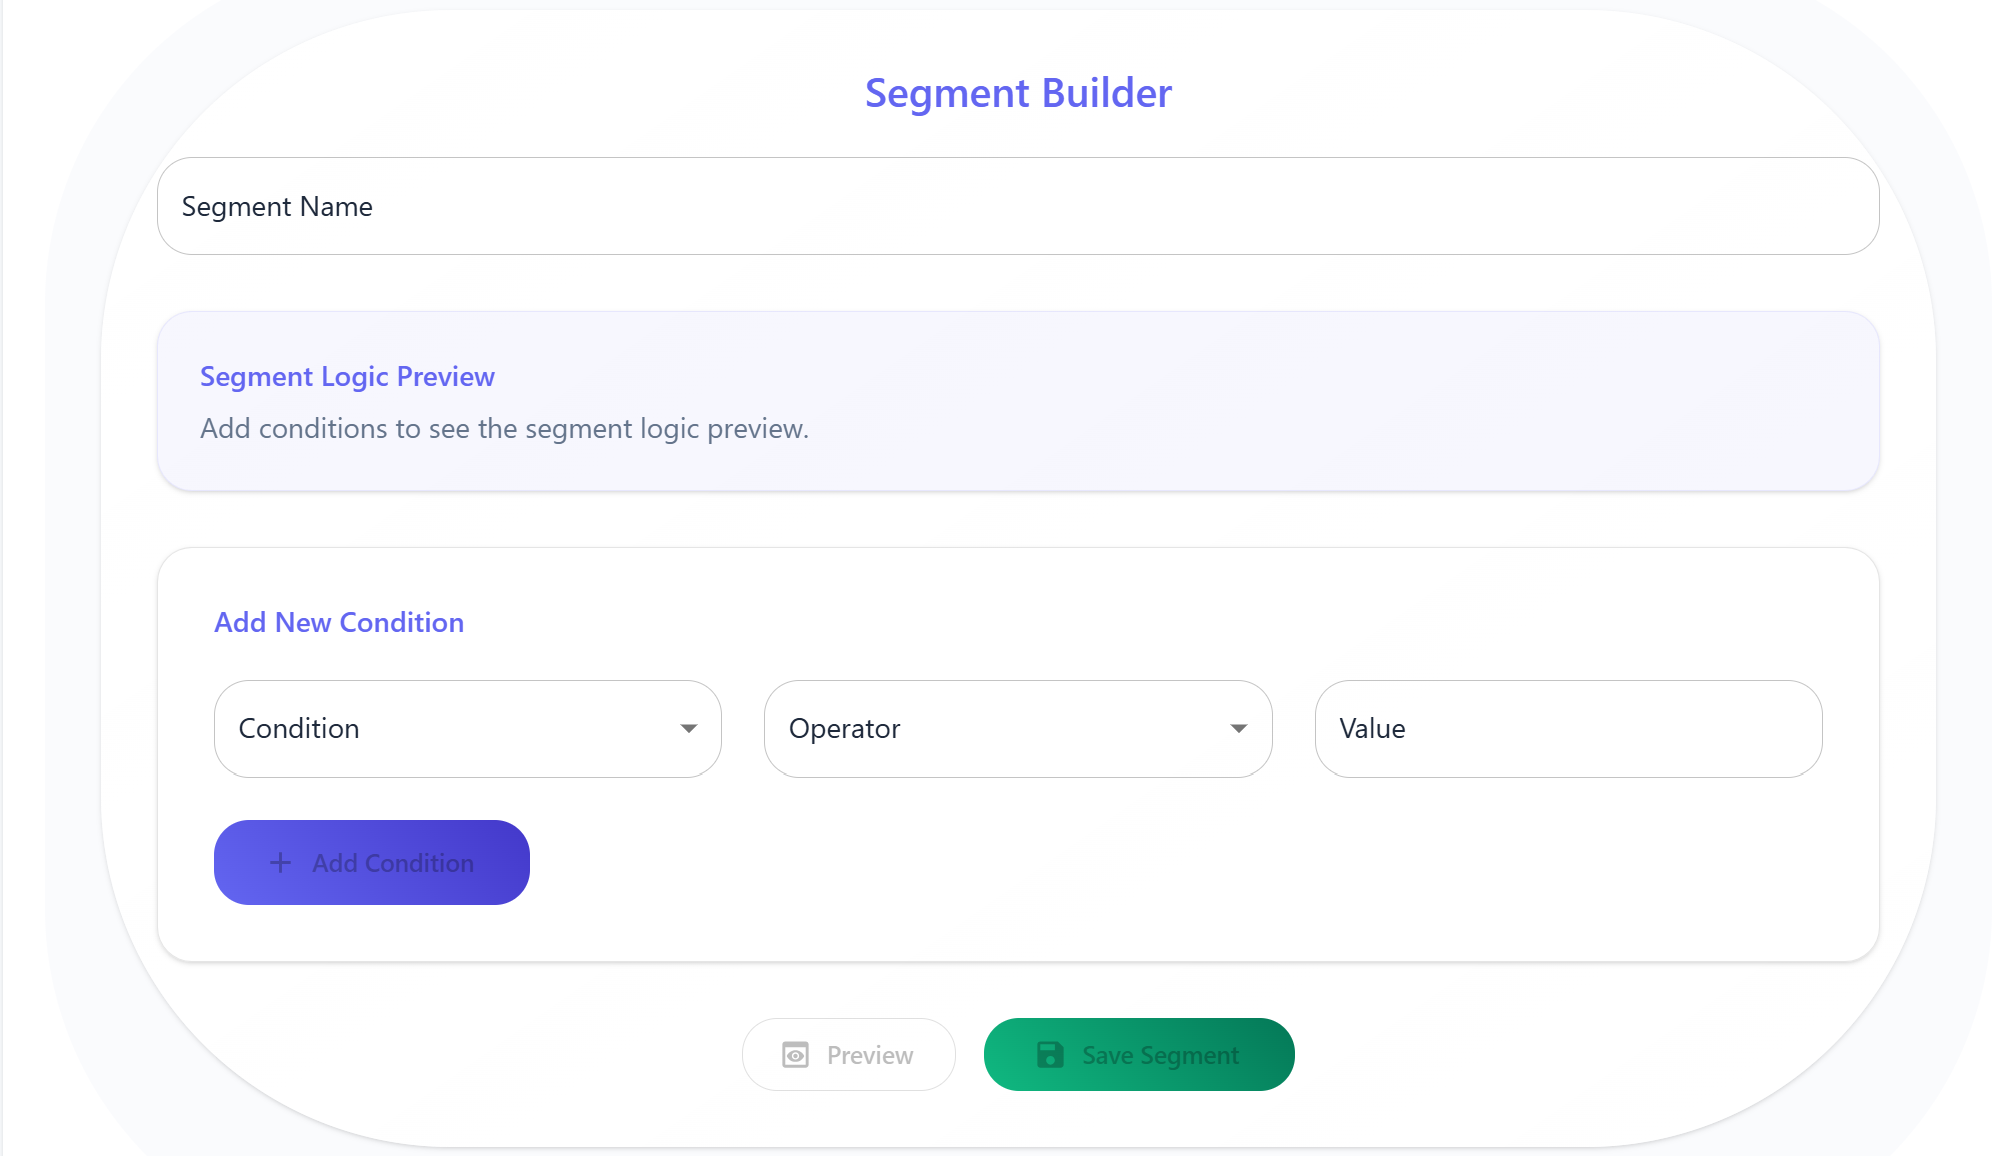 Segment Builder
Segment Name
Segment Logic Preview
Add conditions to see the segment logic preview.
Add New Condition
Condition
Operator
Value
Add Condition
Preview
Save Segment